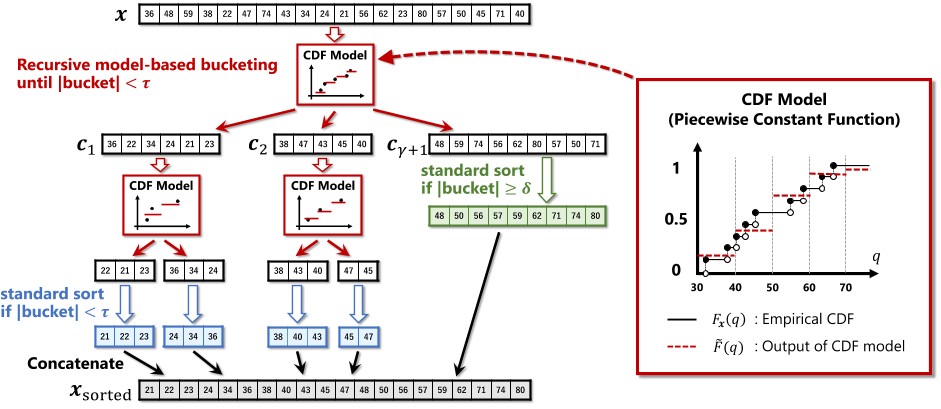 x 36 48 59 38 22 47 74 43 34 24 21 56 62 60 57 45 23 50 71 40
CDF Model
Recursive model-based bucketing
until |bucket| < τ
CDF Model
(Piecewise Constant Function)
c1 36 22 34 24 21 23
c2 38 47 43 45 40
cγ+1 48 59 74 56 62 80 57 50 71
standard sort
if |bucket| ≥ δ
CDF Model
CDF Model
48 50 56 57 59 62 71 74 80
22 21 23
36 34 24
38 43 40
47 45
standard sort
if |bucket| < τ
21 22 23
24 34 36
38 40 43
45 47
Concatenate
xsorted 21 22 23 24 34 36 38 40 43 45 47 48 50 56 57 59 62 71 74 80
1
0.5
0
q
30 40 50 60 70
Fx(q) : Empirical CDF
F̃(q) : Output of CDF model